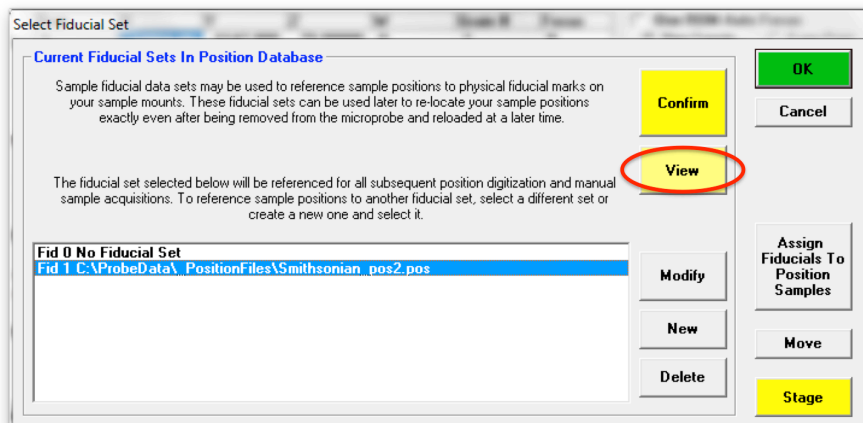 Select Fiducial Set
Current Fiducial Sets In Position Database
Sample fiducial data sets may be used to reference sample positions to physical fiducial marks on
your sample mounts. These fiducial sets can be used later to re-locate your sample positions
exactly even after being removed from the microprobe and reloaded at a later time.
The fiducial set selected below will be referenced for all subsequent position digitization and manual
sample acquisitions. To reference sample positions to another fiducial set, select a different set or
create a new one and select it.
Fid 0 No Fiducial Set
Fid 1 C:\ProbeData\_PositionFiles\Smithsonian_pos2.pos
Confirm
View
Modify
New
Delete
OK
Cancel
Assign
Fiducials To
Position
Samples
Move
Stage